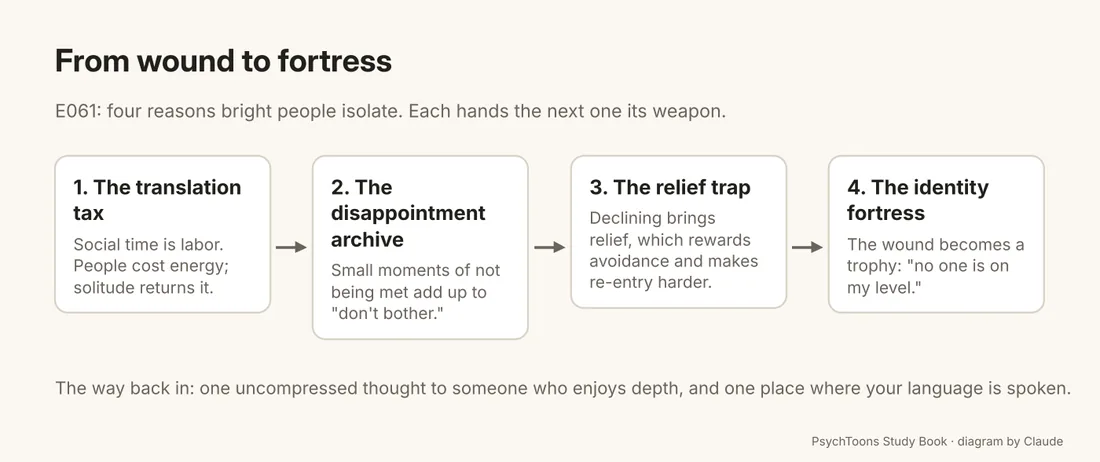 From wound to fortress
E061: four reasons bright people isolate. Each hands the next one its weapon.
1. The translation
tax
Social time is labor.
People cost energy;
solitude returns it.
2. The
disappointment
archive
Small moments of not
being met add up to
"don't bother."
3. The relief trap
Declining brings
relief, which rewards
avoidance and makes
re-entry harder.
4. The identity
fortress
The wound becomes a
trophy: "no one is on
my level."
The way back in: one uncompressed thought to someone who enjoys depth, and one place where your language is spoken.
PsychToons Study Book · diagram by Claude